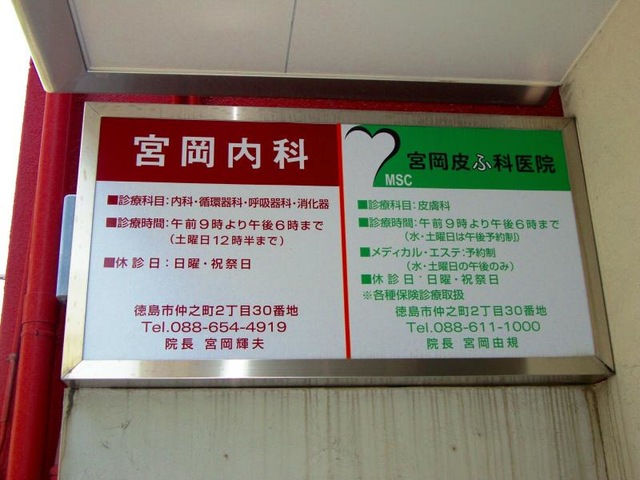 宮岡内科
■診療科目:内科・循環器科・呼吸器科・消化器
■診療時間:午前9時より午後6時まで
(土曜日12時半まで)
■休診日:日曜・祝祭日
徳島市仲之町2丁目30番地
Tel.088-654-4919
院長 宮岡輝夫
MSC
宮岡皮ふ科医院
■診療科目:皮膚科
■診療時間:午前9時より午後6時まで
(水・土曜日は午後予約制)
■メディカル・エステ:予約制
(水・土曜日の午後のみ)
■休診日:日曜・祝祭日
※各種保険診療取扱
徳島市仲之町2丁目30番地
Tel.088-611-1000
院長 宮岡由規